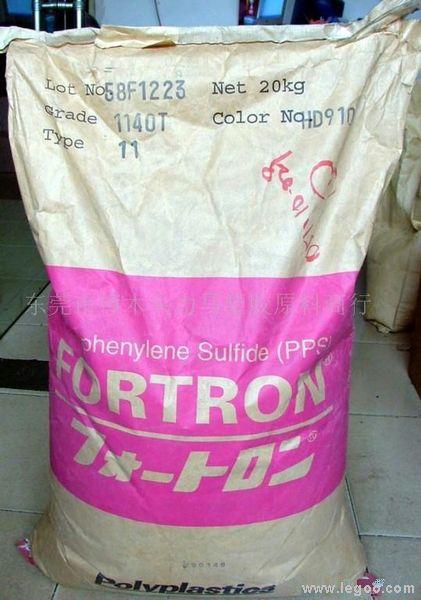 Lot No 58F1223 Net 20kg
Grade 1140T Color No HD910
Type 11
phenylene Sulfide (PPS)
FORTRON®
フォートロン®
Polyplastics
www.legoo.com